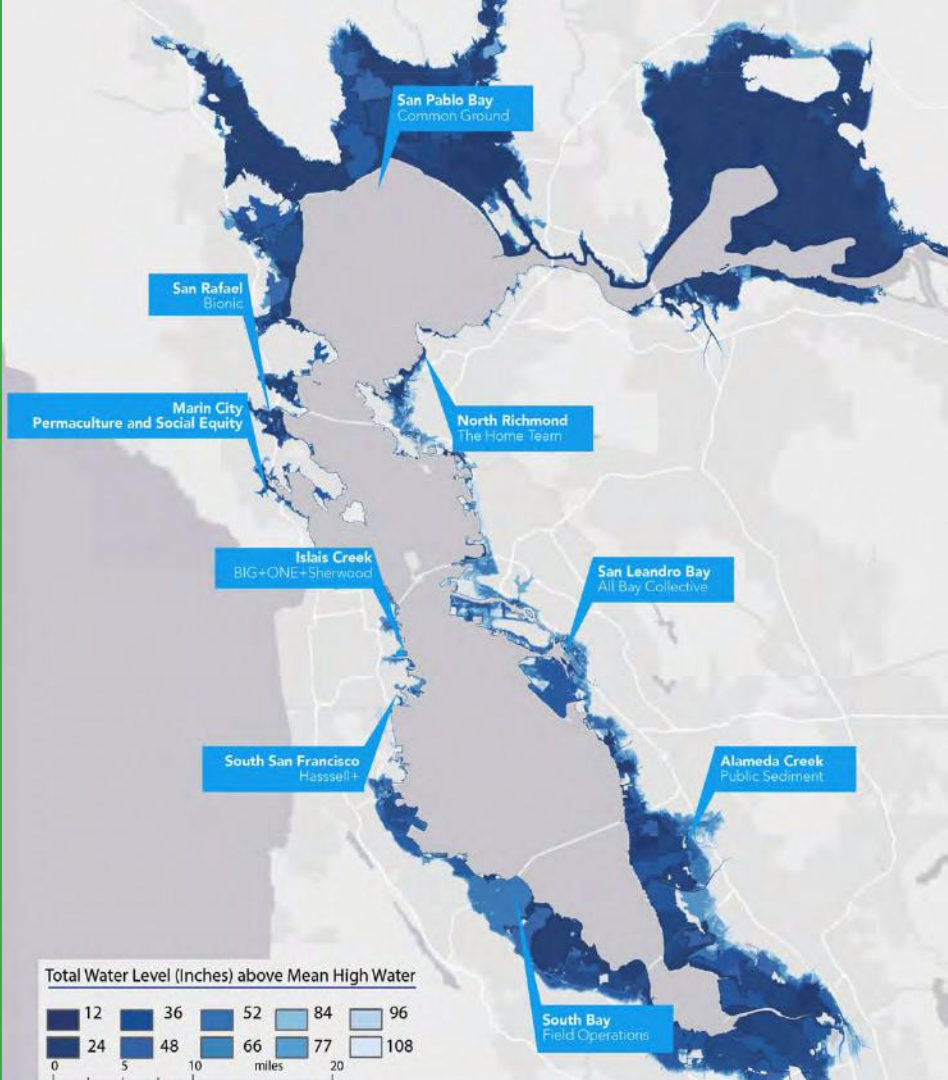 San Pablo Bay
Common Ground
San Rafael
Bionic
Marin City
Permaculture and Social Equity
North Richmond
The Home Team
Islais Creek
BIG+ONE+Sherwood
San Leandro Bay
All Bay Collective
South San Francisco
Hasssell+
Alameda Creek
Public Sediment
South Bay
Field Operations
Total Water Level (Inches) above Mean High Water
12 36 52 84 96
24 48 66 77 108
0 5 10 miles 20